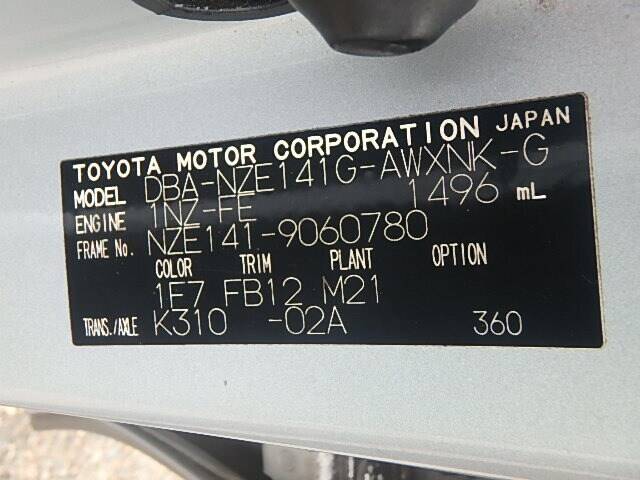 TOYOTA MOTOR CORPORATION JAPAN
MODEL DBA-NZE141G-AWXNK-G
ENGINE 1NZ-FE 1496 mL
FRAME No. NZE141-9060780
COLOR TRIM PLANT OPTION
1F7 FB12 M21
TRANS./AXLE K310 -02A 360